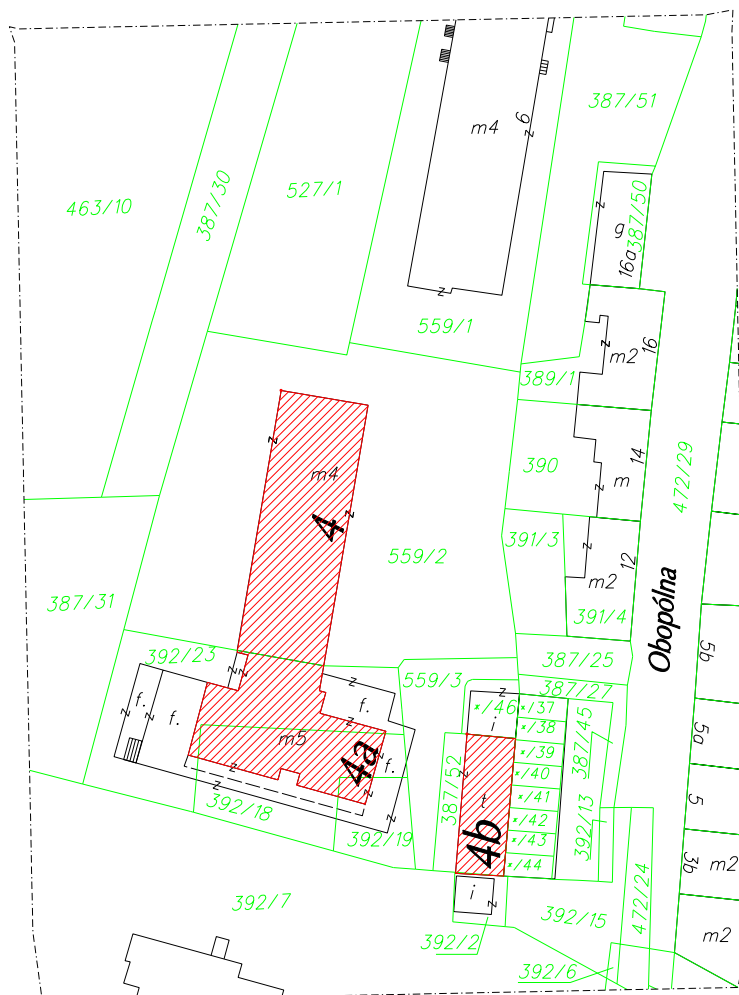 387/51
m4
6
z
527/1
387/30
463/10
z
387/50
g
16a
z
559/1
z
16
m2
389/1
z
m4
4
z
390
m
14
472/29
z
391/3
559/2
12
m2
391/4
Obopólna
387/31
5b
392/23
z
387/25
559/3
387/27
z
f.
f.
f.
×/46
×/37
i
×/38
387/45
5a
m5
4a
f.
z
×/39
×/40
387/52
z
t
×/41
392/13
5
392/18
z
392/19
×/42
4b
×/43
×/44
3b
m2
392/7
i
z
392/15
472/24
392/2
m2
392/6